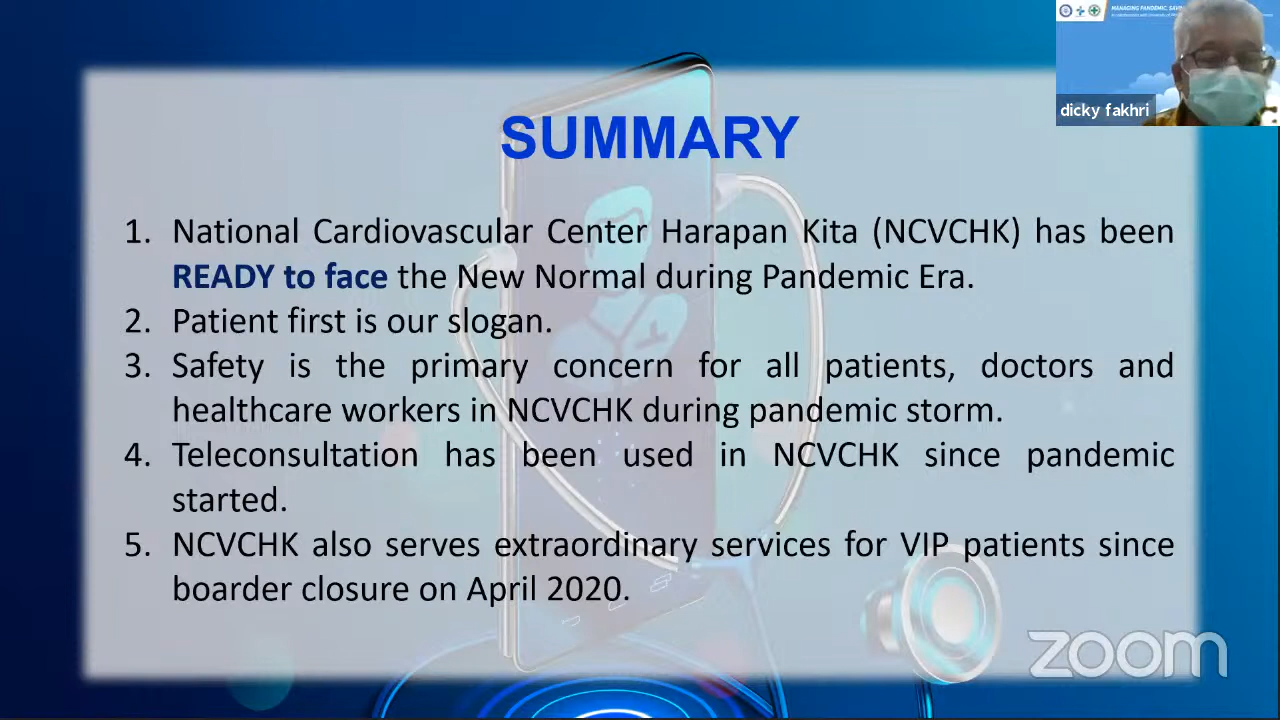 MANAGING PANDEMIC, SAVI
dicky fakhri
SUMMARY
1. National Cardiovascular Center Harapan Kita (NCVCHK) has been
READY to face the New Normal during Pandemic Era.
2. Patient first is our slogan.
3. Safety is the primary concern for all patients, doctors and
healthcare workers in NCVCHK during pandemic storm.
4. Teleconsultation has been used in NCVCHK since pandemic
started.
5. NCVCHK also serves extraordinary services for VIP patients since
boarder closure on April 2020.
zoom